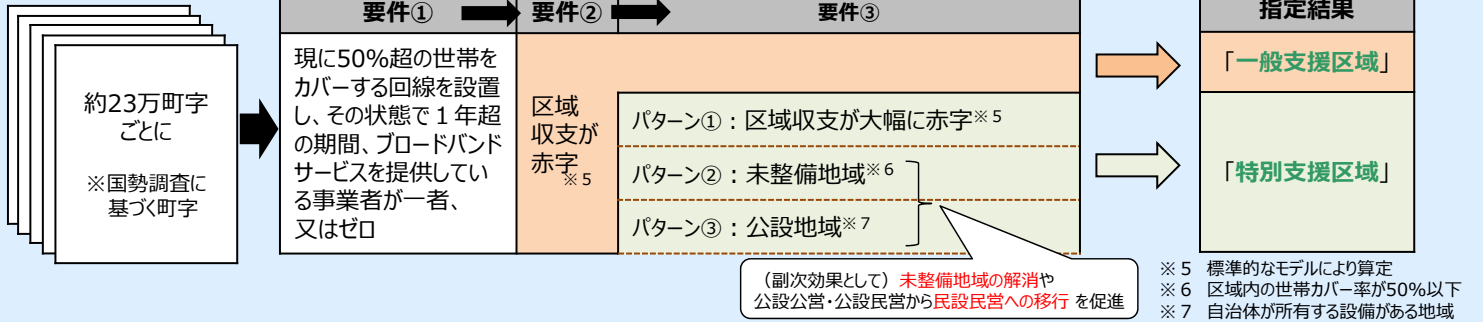 約23万町字
ごとに
※国勢調査に
基づく町字
要件①
要件②
要件③
現に50%超の世帯を
カバーする回線を設置
し、その状態で1年超
の期間、ブロードバンド
サービスを提供してい
る事業者が一者、
又はゼロ
区域
収支が
赤字
※5
パターン①:区域収支が大幅に赤字※5
パターン②:未整備地域※6
パターン③:公設地域※7
(副次効果として)未整備地域の解消や
公設公営・公設民営から民設民営への移行 を促進
指定結果
「一般支援区域」
「特別支援区域」
※5 標準的なモデルにより算定
※6 区域内の世帯カバー率が50%以下
※7 自治体が所有する設備がある地域